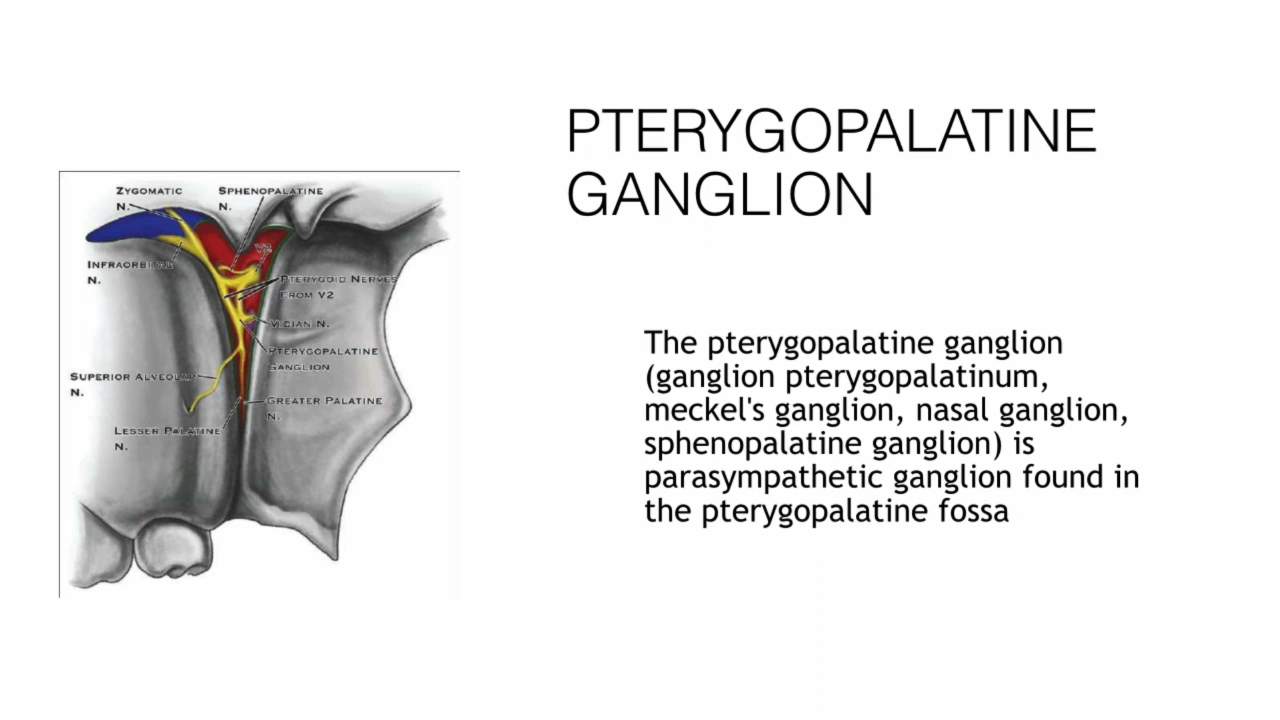 PTERYGOPALATINE
GANGLION
ZYGOMATIC
N.
SPHENOPALATINE
N.
V2
INFRAORBITAL
N.
PTERYGOID NERVES
FROM V2
VIDIAN N.
PTERYGOPALATINE
GANGLION
SUPERIOR ALVEOLAR
N.
GREATER PALATINE
N.
LESSER PALATINE
N.
The pterygopalatine ganglion
(ganglion pterygopalatinum,
meckel's ganglion, nasal ganglion,
sphenopalatine ganglion) is
parasympathetic ganglion found in
the pterygopalatine fossa